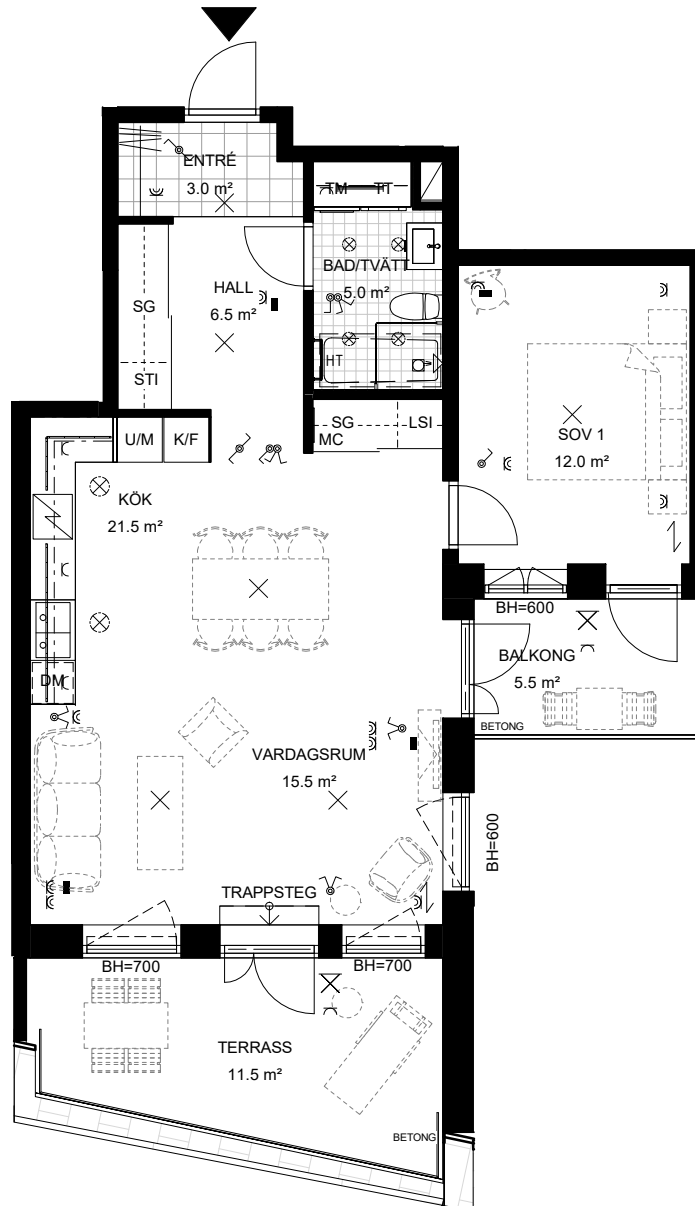 ENTRÉ
3.0 m²
TM
TT
BAD/TVÄTT
5.0 m²
HALL
6.5 m²
SG
STI
HT
SG
LSI
MC
U/M
K/F
SOV 1
12.0 m²
KÖK
21.5 m²
BH=600
BALKONG
5.5 m²
BETONG
DM
VARDAGSRUM
15.5 m²
BH=600
TRAPPSTEG
BH=700
BH=700
TERRASS
11.5 m²
BETONG